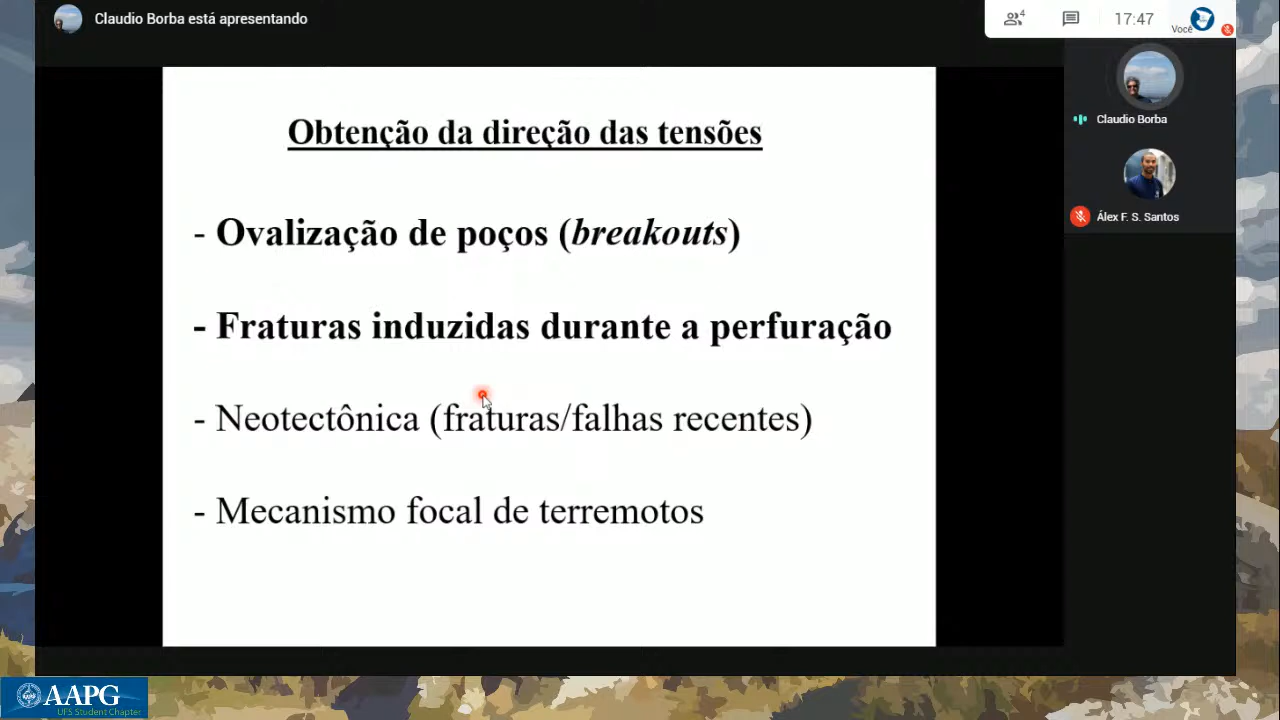 Claudio Borba está apresentando
4
17:47
Você
Claudio Borba
Álex F. S. Santos
Obtenção da direção das tensões
- Ovalização de poços (breakouts)
- Fraturas induzidas durante a perfuração
- Neotectônica (fraturas/falhas recentes)
- Mecanismo focal de terremotos
AAPG
UFS Student Chapter